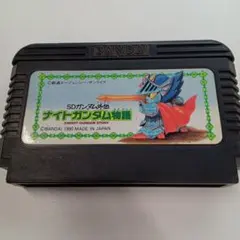 SDガンダム外伝
ナイトガンダム物語
KNIGHT GUNDAM STORY
©BANDAI 1990 MADE IN JAPAN